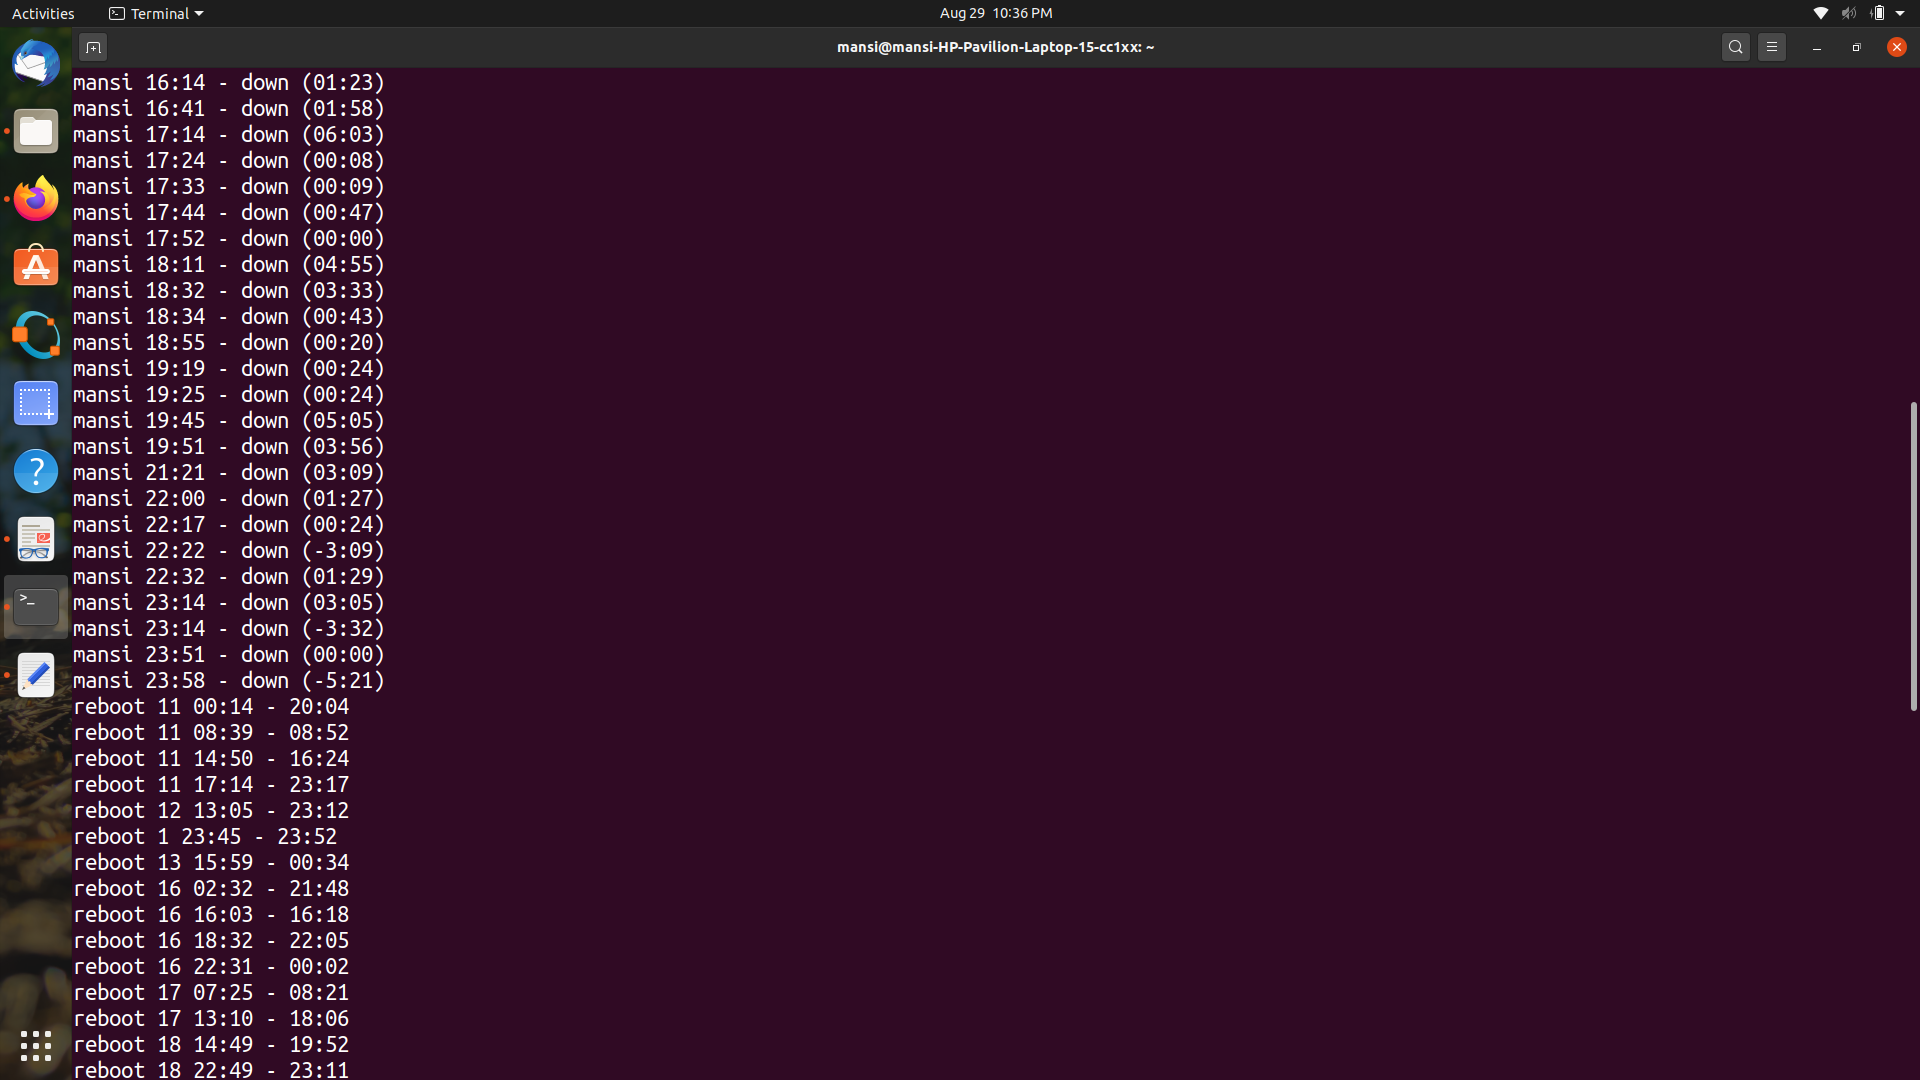 Activities
Terminal
Aug 29 10:36 PM
mansi@mansi-HP-Pavilion-Laptop-15-cc1xx: ~
mansi 16:14 - down (01:23)
mansi 16:41 - down (01:58)
mansi 17:14 - down (06:03)
mansi 17:24 - down (00:08)
mansi 17:33 - down (00:09)
mansi 17:44 - down (00:47)
mansi 17:52 - down (00:00)
mansi 18:11 - down (04:55)
mansi 18:32 - down (03:33)
mansi 18:34 - down (00:43)
mansi 18:55 - down (00:20)
mansi 19:19 - down (00:24)
mansi 19:25 - down (00:24)
mansi 19:45 - down (05:05)
mansi 19:51 - down (03:56)
mansi 21:21 - down (03:09)
mansi 22:00 - down (01:27)
mansi 22:17 - down (00:24)
mansi 22:22 - down (-3:09)
mansi 22:32 - down (01:29)
mansi 23:14 - down (03:05)
mansi 23:14 - down (-3:32)
mansi 23:51 - down (00:00)
mansi 23:58 - down (-5:21)
reboot 11 00:14 - 20:04
reboot 11 08:39 - 08:52
reboot 11 14:50 - 16:24
reboot 11 17:14 - 23:17
reboot 12 13:05 - 23:12
reboot 1 23:45 - 23:52
reboot 13 15:59 - 00:34
reboot 16 02:32 - 21:48
reboot 16 16:03 - 16:18
reboot 16 18:32 - 22:05
reboot 16 22:31 - 00:02
reboot 17 07:25 - 08:21
reboot 17 13:10 - 18:06
reboot 18 14:49 - 19:52
reboot 18 22:49 - 23:11